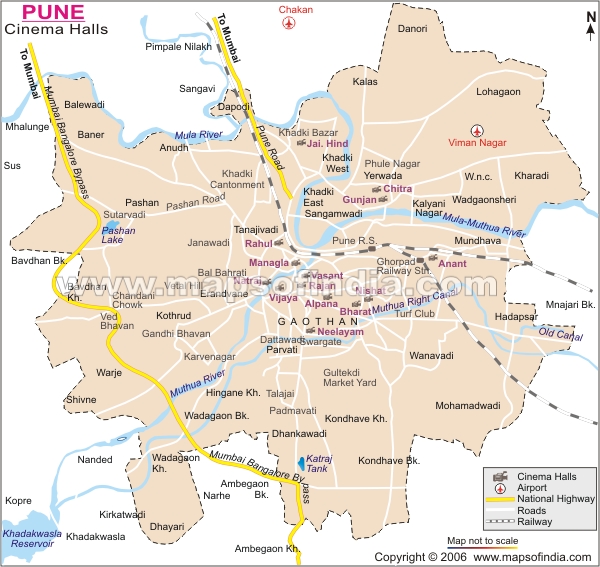 PUNE
Cinema Halls
To Mumbai
To Mumbai
Chakan
N
Danori
Pimple Nilakh
Sangavi
Dapodi
Kalas
Lohagaon
Balewadi
Mumbai Bangalore Bypass
Mhalunge
Baner
Mula River
Anudh
Pune Road
Khadki Bazar
Jai. Hind
Khadki
West
Viman Nagar
Sus
Khadki
Cantonment
Phule Nagar
Yerwada
W.n.c.
Kharadi
Chitra
Gunjan
Khadki
East
Pashan
Pashan Road
Sutarvadi
Sangamwadi
Kalyani
Nagar
Wadgaonsheri
Pashan
Lake
Tanajivadi
Mula-Muthua River
Janawadi
Rahul
Pune R.S.
Mundhava
Bavdhan Bk.
Managla
Ghorpad
Railway Stn.
Anant
Bal Bahrati
Vasant
www.mapsofindia.com
Bavdhan
Kh.
Vetal Hill
Natraj
Rajan
Nisha
Chandani
Chowk
Erandvane
Vijaya
Alpana
Muthua Right Canal
Mnajari Bk.
Ved
Bhavan
Kothrud
Bharat
Turf Club
Hadapsar
GAOTHAN
Gandhi Bhavan
Neelayam
Old Canal
Dattawadi
Swargate
Parvati
Karvenagar
Wanavadi
Warje
Muthua River
Gultekdi
Market Yard
Shivne
Hingane Kh.
Talajai
Padmavati
Mohamadwadi
Wadagaon Bk.
Kondhave Kh.
Dhankawadi
Nanded
Wadagaon
Kh.
Mumbai Bangalore Bypass
Katraj
Tank
Kondhave Bk.
Ambegaon
Bk.
Kopre
Narhe
Kirkatwadi
Dhayari
Khadakwasla
Reservoir
Khadakwasla
Ambegaon Kh.
Cinema Halls
Airport
National Highway
Roads
Railway
Map not to scale
Copyright © 2006 www.mapsofindia.com